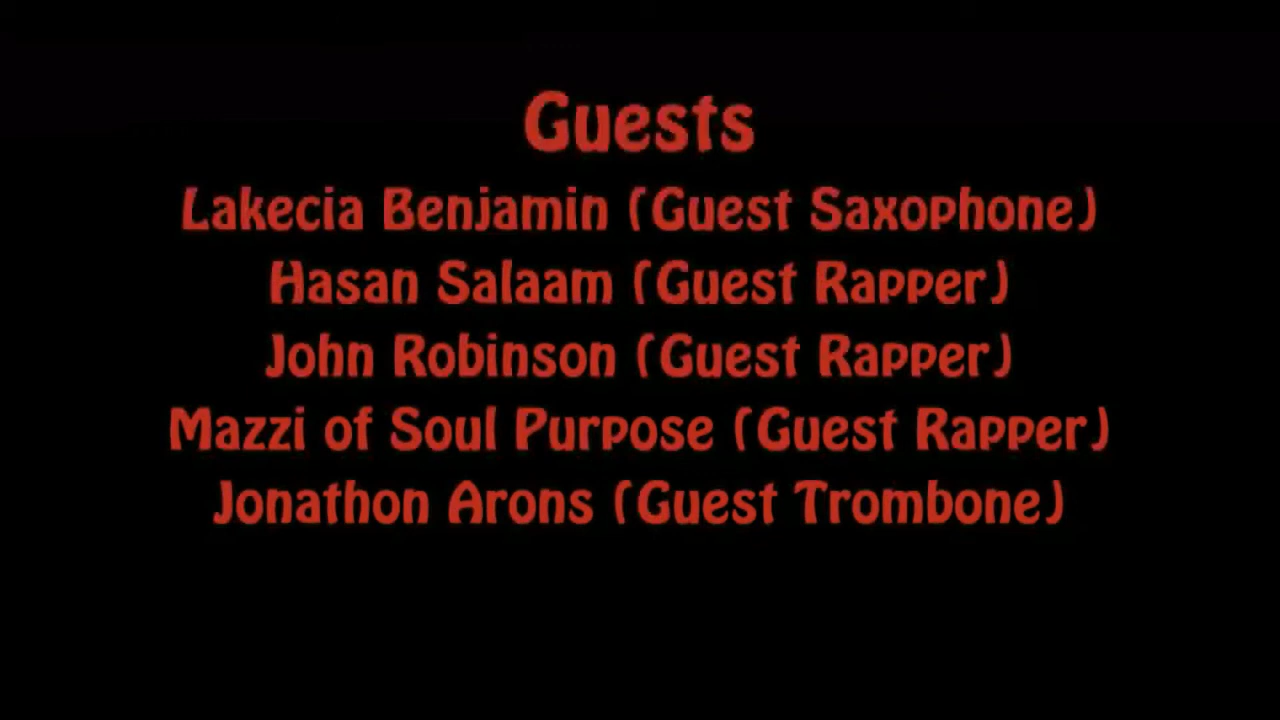 Guests
Lakecia Benjamin (Guest Saxophone)
Hasan Salaam (Guest Rapper)
John Robinson (Guest Rapper)
Mazzi of Soul Purpose (Guest Rapper)
Jonathon Arons (Guest Trombone)